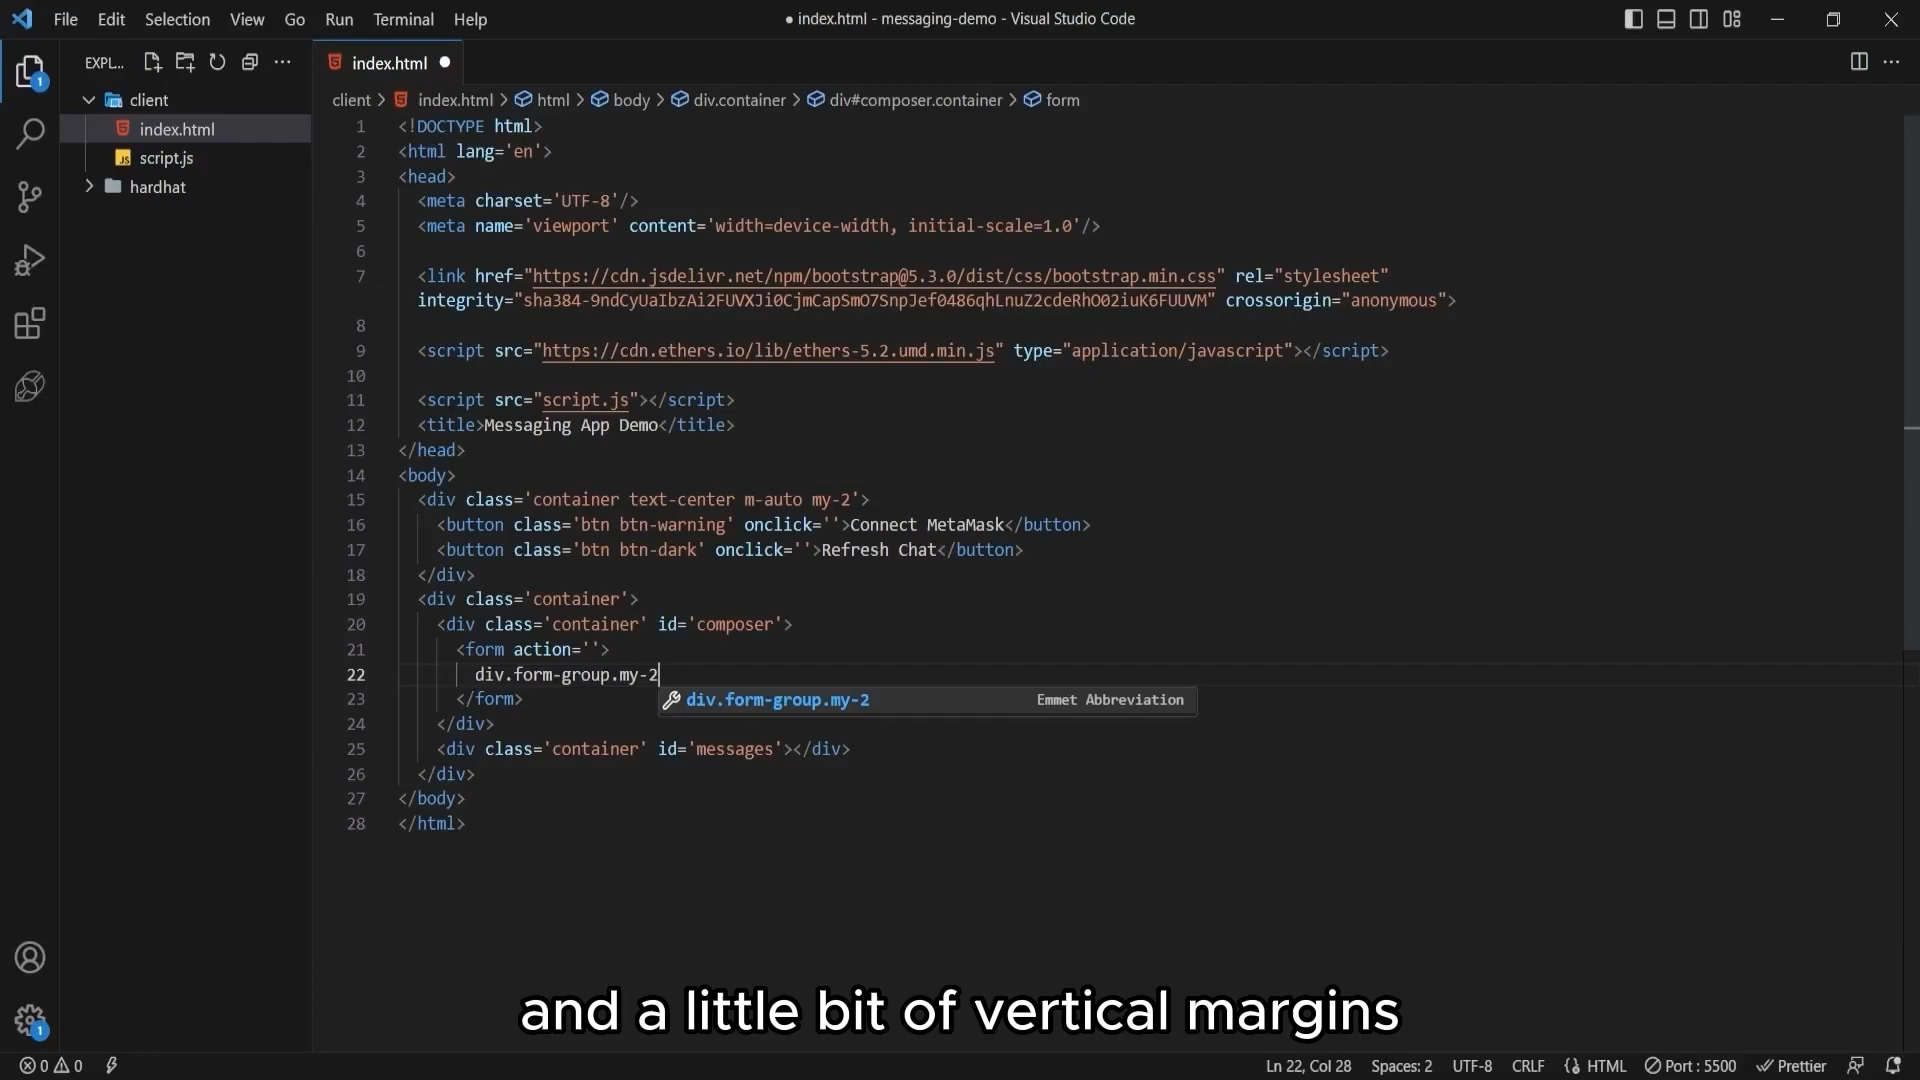 File Edit Selection View Go Run Terminal Help
● index.html - messaging-demo - Visual Studio Code
EXPL...
index.html
1
client > index.html > html > body > div.container > div#composer.container > form
client
index.html
JS script.js
hardhat
1 <!DOCTYPE html>
2 <html lang='en'>
3 <head>
4 <meta charset='UTF-8'/>
5 <meta name='viewport' content='width=device-width, initial-scale=1.0'/>
6
7 <link href="https://cdn.jsdelivr.net/npm/bootstrap@5.3.0/dist/css/bootstrap.min.css" rel="stylesheet"
integrity="sha384-9ndCyUaIbzAi2FUVXJi0CjmCapSmO7SnpJef0486qhLnuZ2cdeRhO02iuK6FUUVM" crossorigin="anonymous">
8
9 <script src="https://cdn.ethers.io/lib/ethers-5.2.umd.min.js" type="application/javascript"></script>
10
11 <script src="script.js"></script>
12 <title>Messaging App Demo</title>
13 </head>
14 <body>
15 <div class='container text-center m-auto my-2'>
16 <button class='btn btn-warning' onclick=''>Connect MetaMask</button>
17 <button class='btn btn-dark' onclick=''>Refresh Chat</button>
18 </div>
19 <div class='container'>
20 <div class='container' id='composer'>
21 <form action=''>
22 div.form-group.my-2
div.form-group.my-2 Emmet Abbreviation
23 </form>
24 </div>
25 <div class='container' id='messages'></div>
26 </div>
27 </body>
28 </html>
and a little bit of vertical margins
1
0 0
Ln 22, Col 28 Spaces: 2 UTF-8 CRLF {} HTML Port : 5500 Prettier